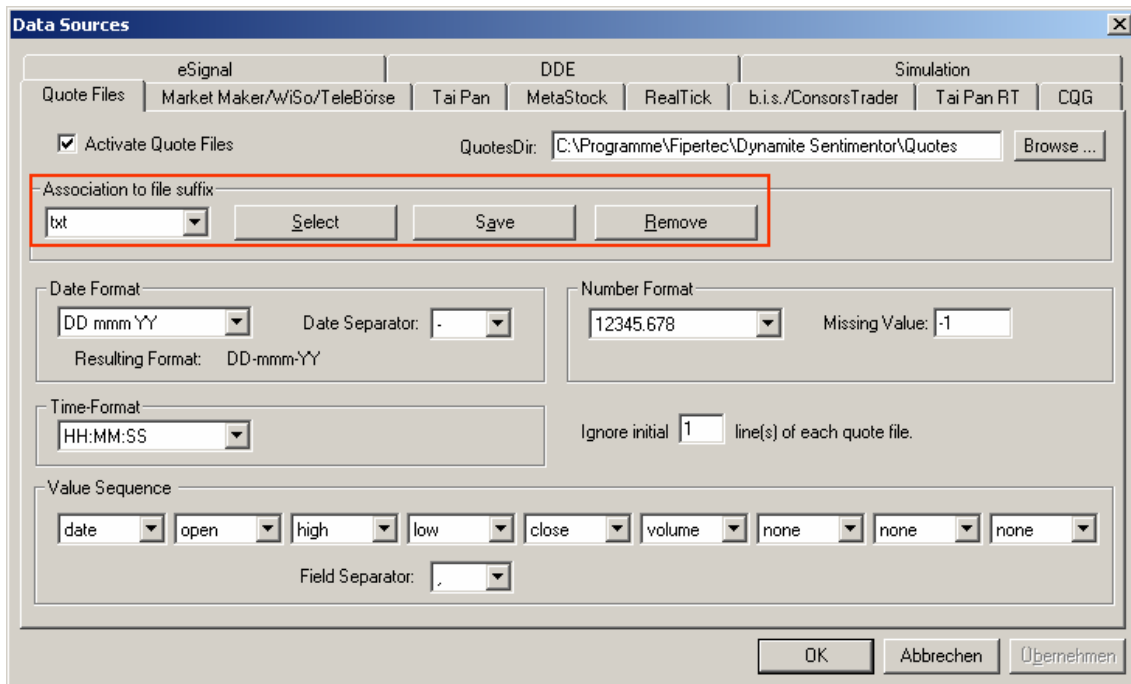 Data Sources
eSignal DDE Simulation
Quote Files Market Maker/WiSo/TeleBörse Tai Pan MetaStock RealTick b.i.s./ConsorsTrader Tai Pan RT CQG
Activate Quote Files QuotesDir: C:\Programme\Fipertec\Dynamite Sentimentor\Quotes Browse ...
Association to file suffix
txt Select Save Remove
Date Format Number Format
DD mmm YY Date Separator: - 12345.678 Missing Value: -1
Resulting Format: DD-mmm-YY
Time-Format
HH:MM:SS Ignore initial 1 line(s) of each quote file.
Value Sequence
date open high low close volume none none none
Field Separator: ,
OK Abbrechen Übernehmen